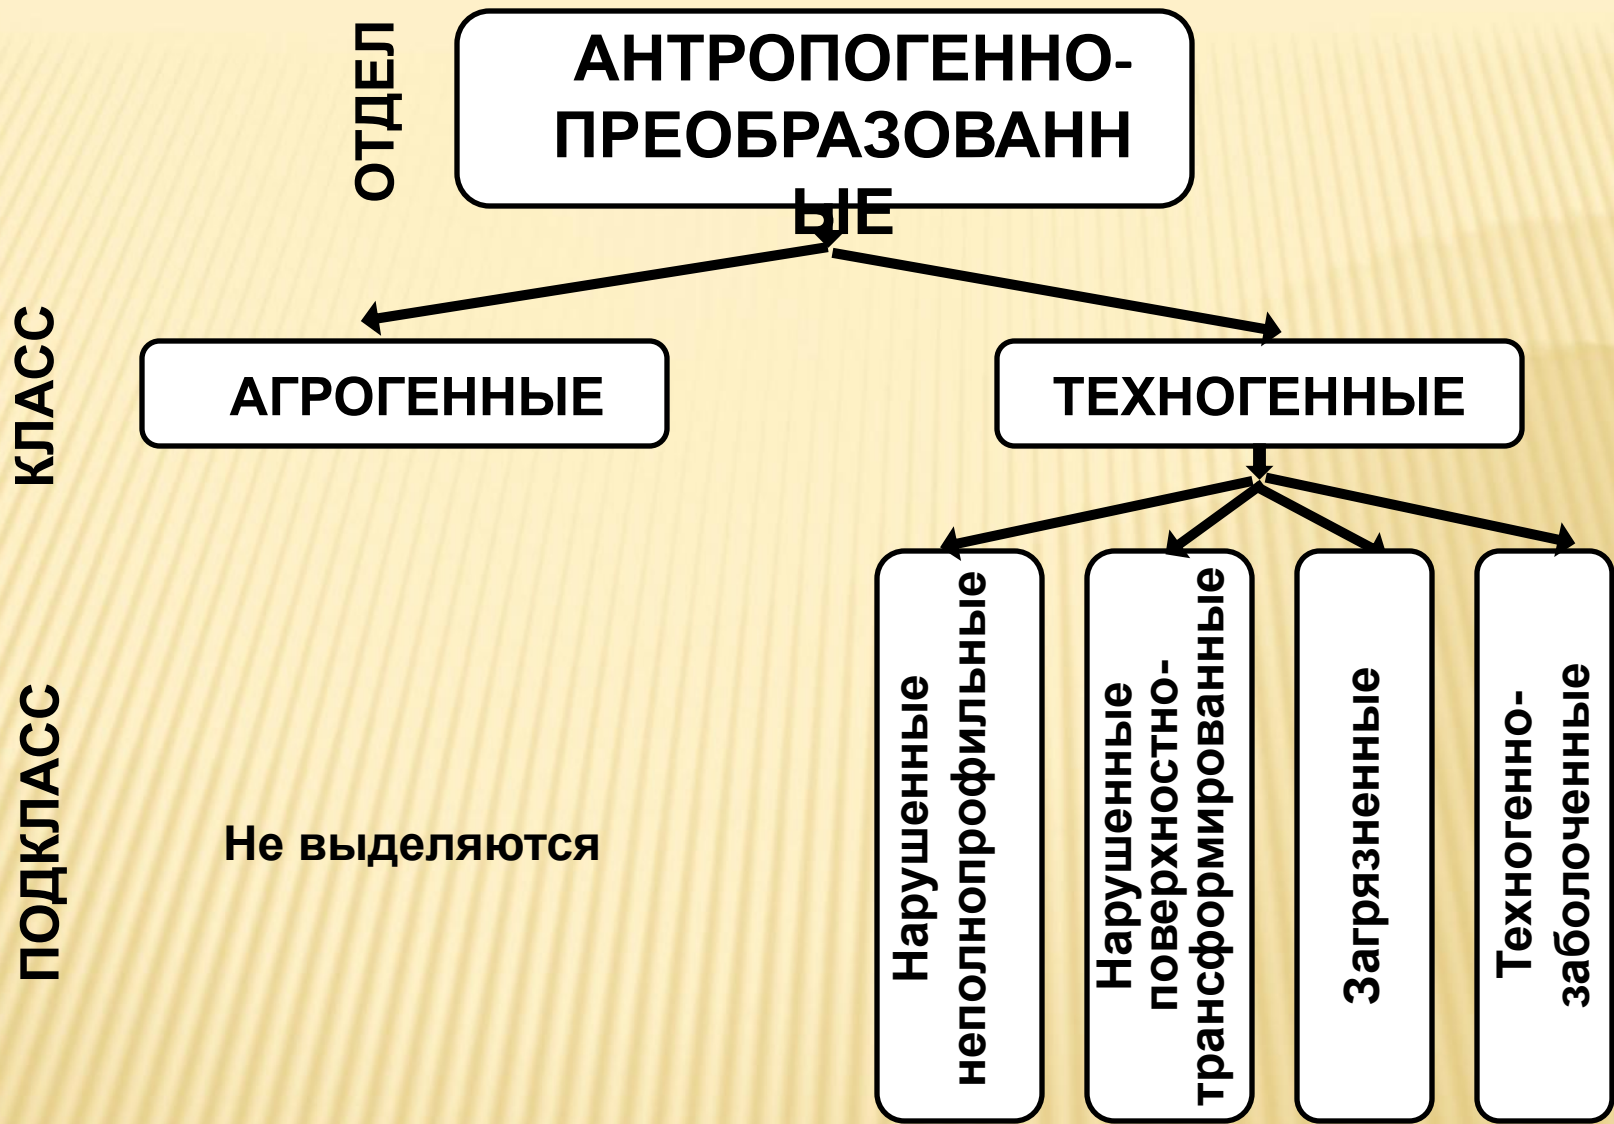 ОТДЕЛ
АНТРОПОГЕННО-
ПРЕОБРАЗОВАНН
ЫЕ
КЛАСС
АГРОГЕННЫЕ
ТЕХНОГЕННЫЕ
ПОДКЛАСС
Не выделяются
Нарушенные
неполнопрофильные
Нарушенные
поверхностно-
трансформированные
Загрязненные
Техногенно-
заболоченные